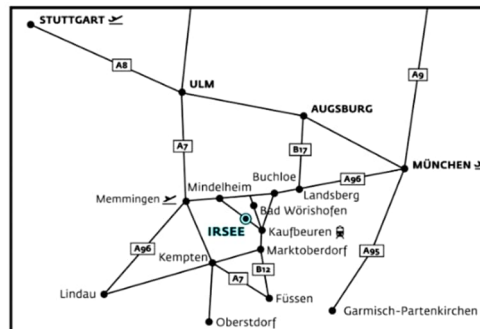 STUTTGART
A8
A9
ULM
AUGSBURG
A7
B17
MÜNCHEN
Buchloe
A96
Mindelheim
Landsberg
Memmingen
Bad Wörishofen
IRSEE
Kaufbeuren
A96
Marktoberdorf
A95
Kempten
B12
A7
Lindau
Füssen
Garmisch-Partenkirchen
Oberstdorf